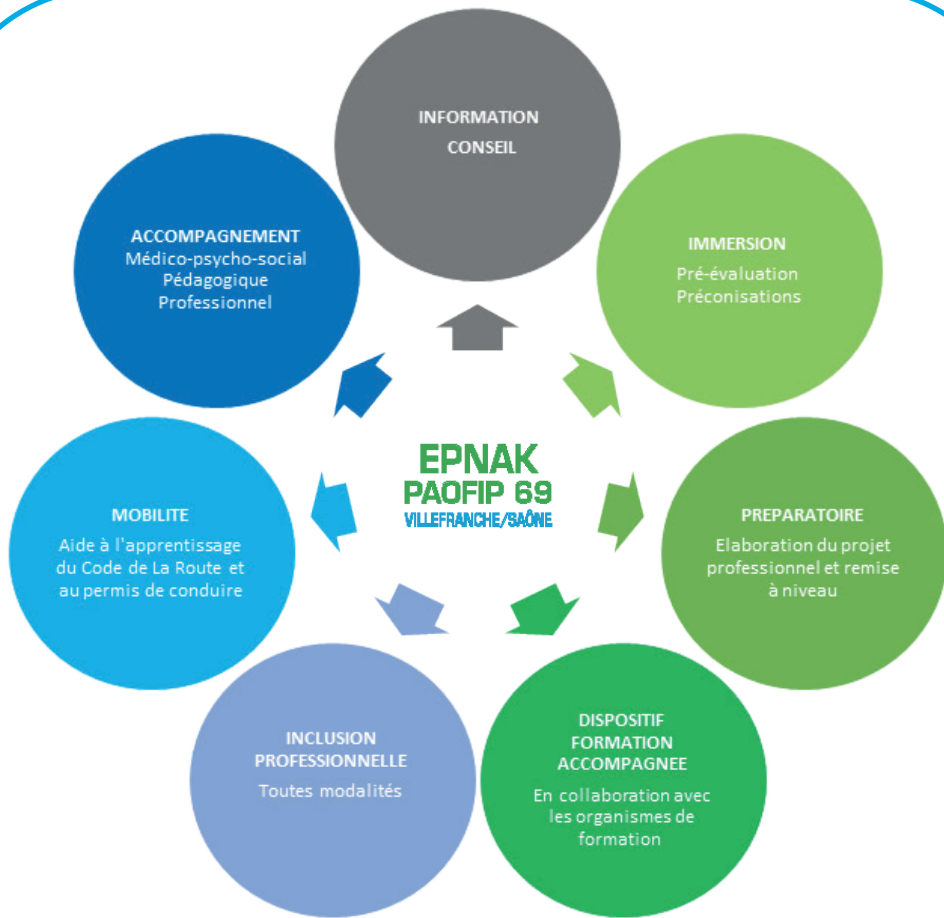 INFORMATION
CONSEIL
IMMERSION
Pré-évaluation
Préconisations
PREPARATOIRE
Elaboration du projet
professionnel et remise
à niveau
DISPOSITIF
FORMATION
ACCOMPAGNEE
En collaboration avec
les organismes de
formation
INCLUSION
PROFESSIONNELLE
Toutes modalités
MOBILITE
Aide à l'apprentissage
du Code de La Route et
au permis de conduire
ACCOMPAGNEMENT
Médico-psycho-social
Pédagogique
Professionnel
EPNAK
PAOFIP 69
VILLEFRANCHE/SAÔNE